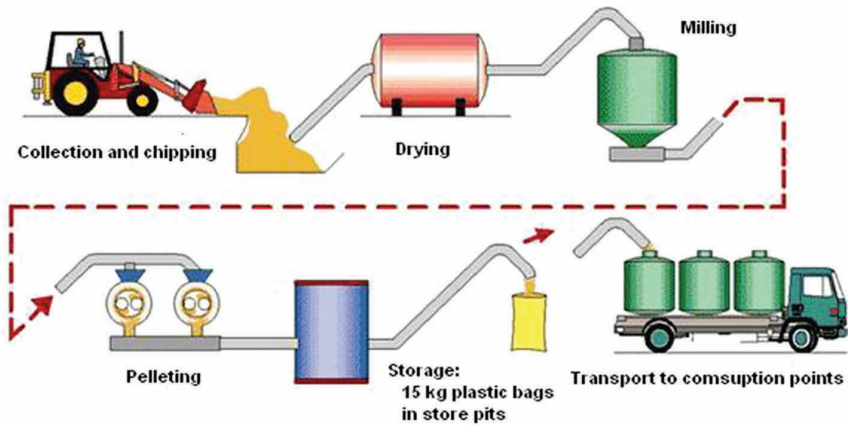 Milling
Collection and chipping
Drying
Pelleting
Storage:
15 kg plastic bags
in store pits
Transport to comsuption points